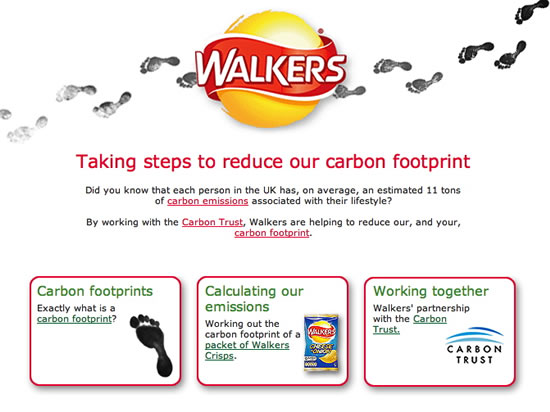 WALKERS
Taking steps to reduce our carbon footprint
Did you know that each person in the UK has, on average, an estimated 11 tons
of carbon emissions associated with their lifestyle?
By working with the Carbon Trust, Walkers are helping to reduce our, and your,
carbon footprint.
Carbon footprints
Exactly what is a
carbon footprint?
Calculating our
emissions
Working out the
carbon footprint of a
packet of Walkers
Crisps.
WALKERS
CHEESE & ONION
Working together
Walkers' partnership
with the Carbon
Trust.
CARBON
TRUST